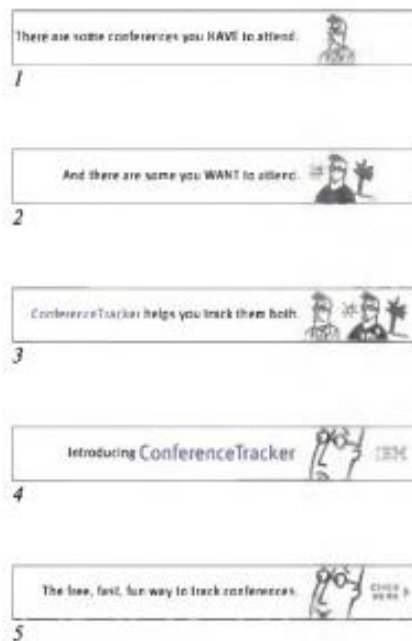 There are some conferences you HAVE to attend.
1
And there are some you WANT to attend.
2
ConferenceTracker helps you track them both.
3
Introducing ConferenceTracker IBM
4
The free, fast, fun way to track conferences. CLICK
HERE
5